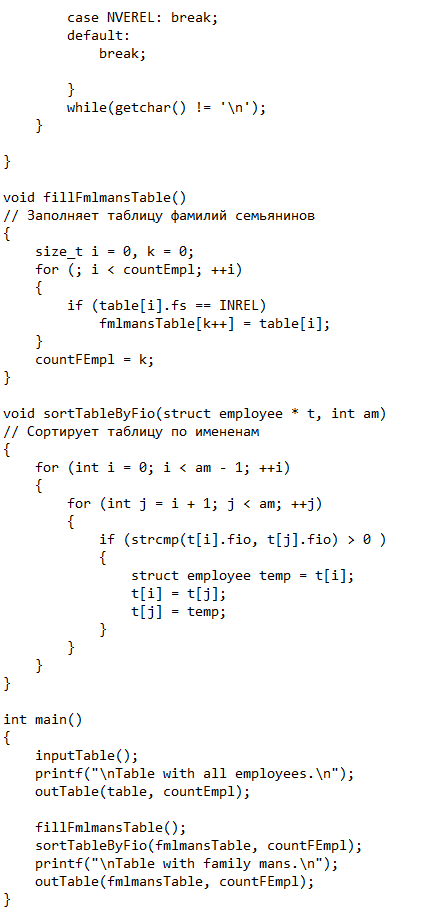 case NVEREL: break;
        default:
            break;

        }
        while(getchar() != '\n');
    }

}

void fillFmlmansTable()
// Заполняет таблицу фамилий семьянинов
{
    size_t i = 0, k = 0;
    for (; i < countEmpl; ++i)
    {
        if (table[i].fs == INREL)
            fmlmansTable[k++] = table[i];
    }
    countFEmpl = k;
}

void sortTableByFio(struct employee * t, int am)
// Сортирует таблицу по имененам
{
    for (int i = 0; i < am - 1; ++i)
    {
        for (int j = i + 1; j < am; ++j)
        {
            if (strcmp(t[i].fio, t[j].fio) > 0 )
            {
                struct employee temp = t[i];
                t[i] = t[j];
                t[j] = temp;
            }
        }
    }
}

int main()
{
    inputTable();
    printf("\nTable with all employees.\n");
    outTable(table, countEmpl);

    fillFmlmansTable();
    sortTableByFio(fmlmansTable, countFEmpl);
    printf("\nTable with family mans.\n");
    outTable(fmlmansTable, countFEmpl);
}